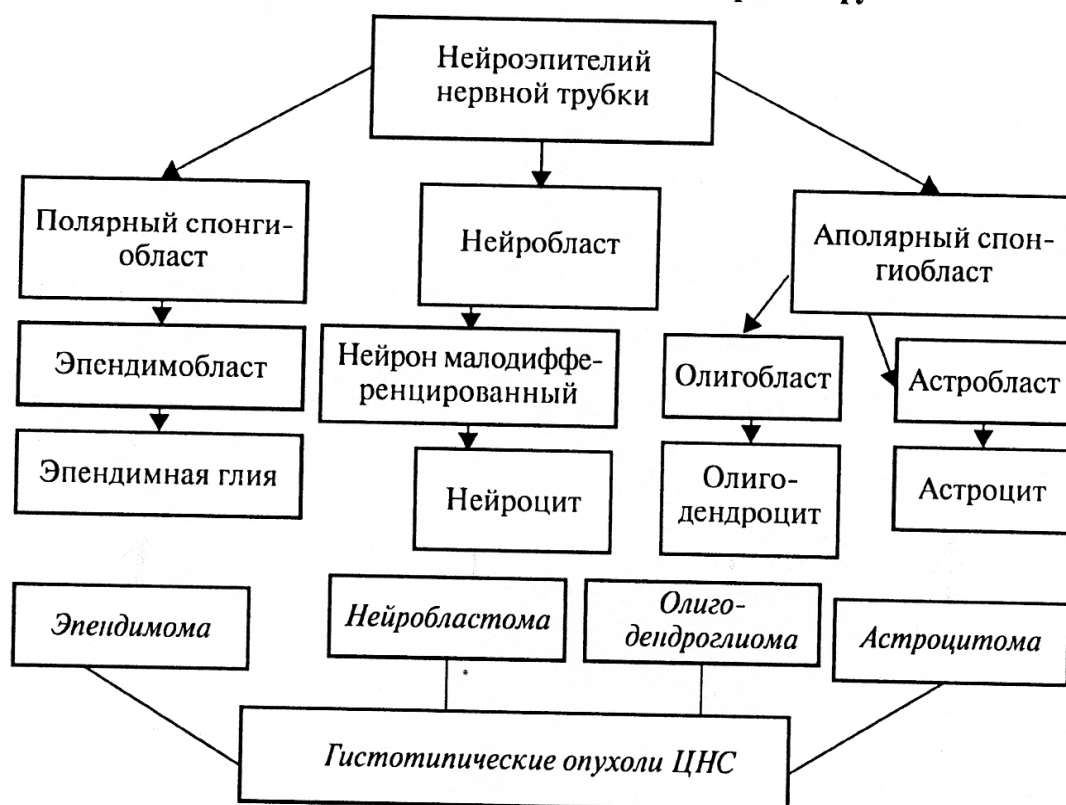 Нейроэпителий
нервной трубки
Полярный спонги-
област
Нейробласт
Аполярный спон-
гиобласт
Эпендимобласт
Нейрон малодиффе-
ренцированный
Олигобласт
Астробласт
Эпендимная глия
Нейроцит
Олиго-
дендроцит
Астроцит
Эпендимома
Нейробластома
Олиго-
дендроглиома
Астроцитома
Гистотипические опухоли ЦНС